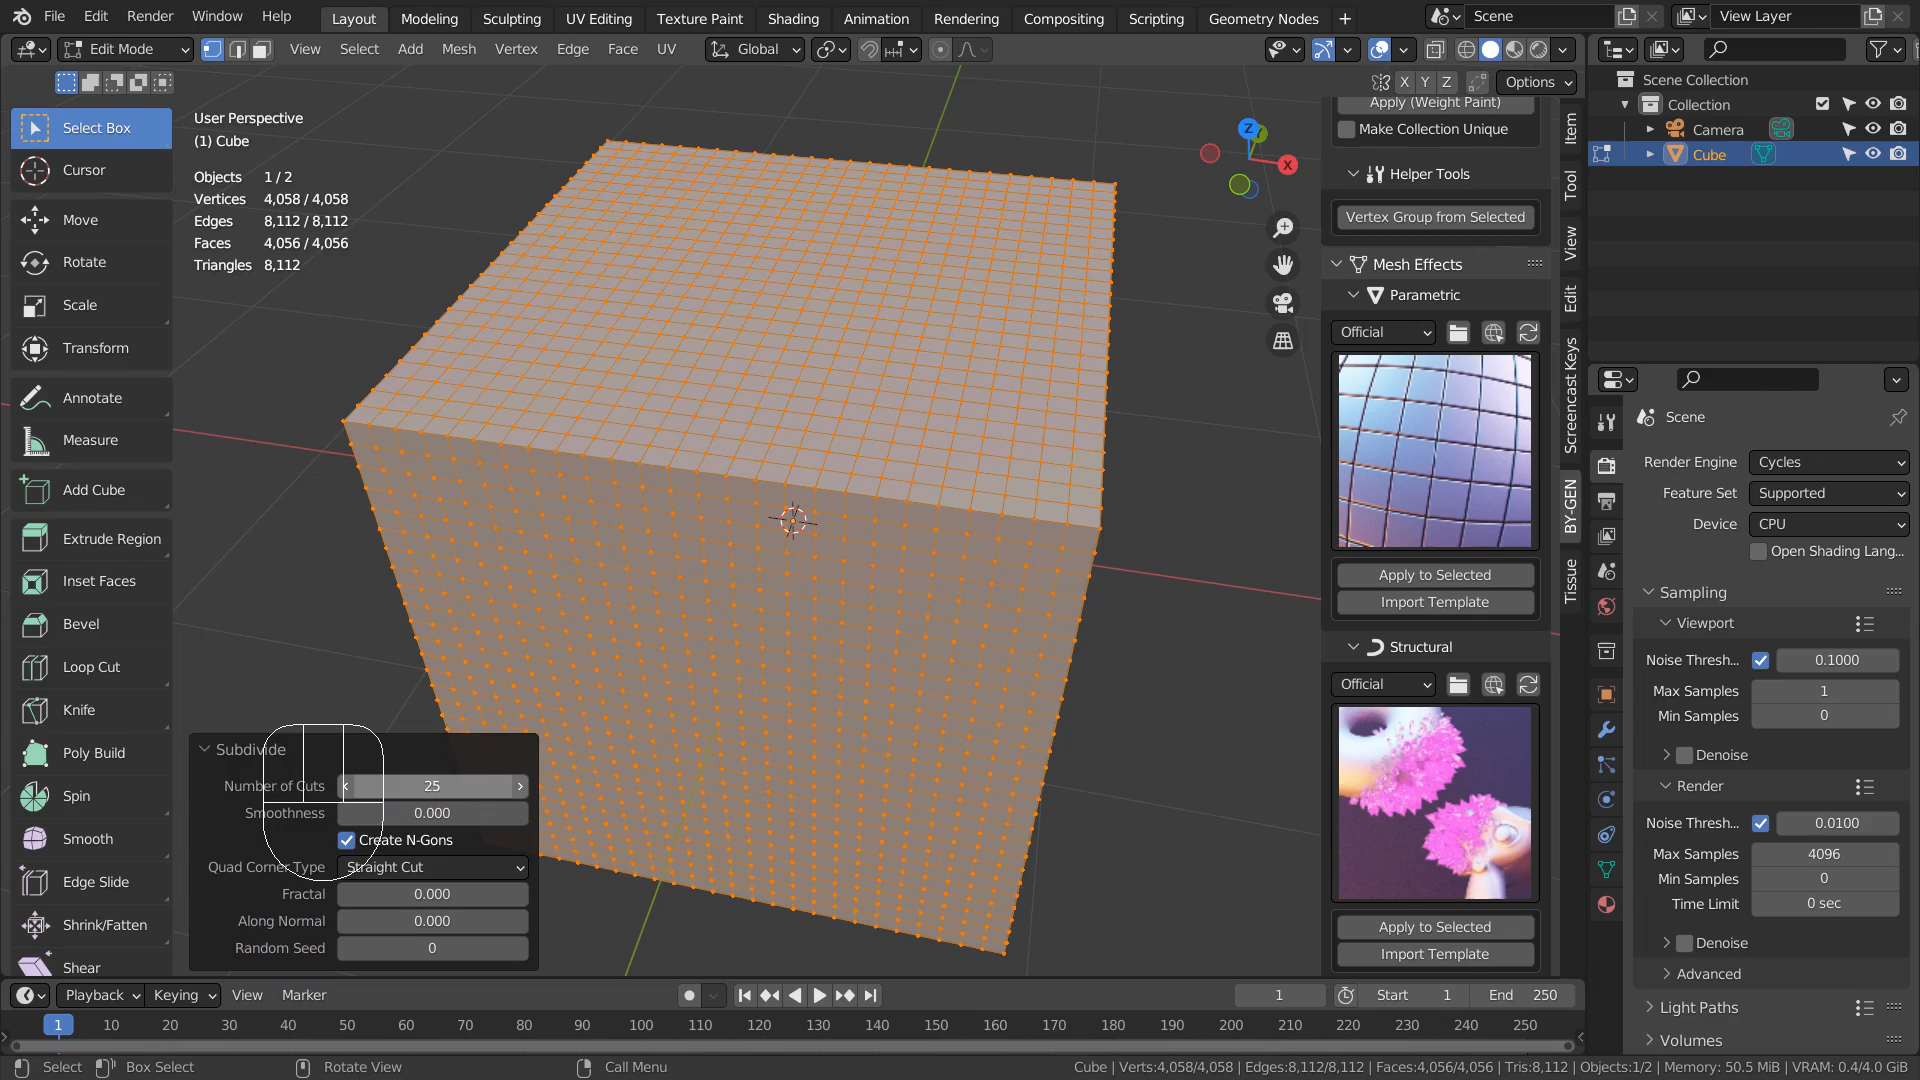 File Edit Render Window Help Layout Modeling Sculpting UV Editing Texture Paint Shading Animation Rendering Compositing Scripting Geometry Nodes + Scene View Layer
Edit Mode View Select Add Mesh Vertex Edge Face UV Global
X Y Z Options
Select Box
Cursor
Move
Rotate
Scale
Transform
Annotate
Measure
Add Cube
Extrude Region
Inset Faces
Bevel
Loop Cut
Knife
Poly Build
Spin
Smooth
Edge Slide
Shrink/Fatten
Shear
User Perspective
(1) Cube
Objects 1 / 2
Vertices 4,058 / 4,058
Edges 8,112 / 8,112
Faces 4,056 / 4,056
Triangles 8,112
Z
X
Subdivide
Number of Cuts 25
Smoothness 0.000
Create N-Gons
Quad Corner Type Straight Cut
Fractal 0.000
Along Normal 0.000
Random Seed 0
Apply (Weight Paint)
Make Collection Unique
Helper Tools
Vertex Group from Selected
Mesh Effects
Parametric
Official
Apply to Selected
Import Template
Structural
Official
Apply to Selected
Import Template
Item
Tool
View
Edit
Screencast Keys
BY-GEN
Tissue
Scene Collection
Collection
Camera
Cube
Scene
Render Engine Cycles
Feature Set Supported
Device CPU
Open Shading Lang...
Sampling
Viewport
Noise Thresh... 0.1000
Max Samples 1
Min Samples 0
Denoise
Render
Noise Thresh... 0.0100
Max Samples 4096
Min Samples 0
Time Limit 0 sec
Denoise
Advanced
Light Paths
Volumes
Playback Keying View Marker 1 Start 1 End 250
1 10 20 30 40 50 60 70 80 90 100 110 120 130 140 150 160 170 180 190 200 210 220 230 240 250
Select Box Select Rotate View Call Menu Cube | Verts:4,058/4,058 | Edges:8,112/8,112 | Faces:4,056/4,056 | Tris:8,112 | Objects:1/2 | Memory: 50.5 MiB | VRAM: 0.4/4.0 GiB